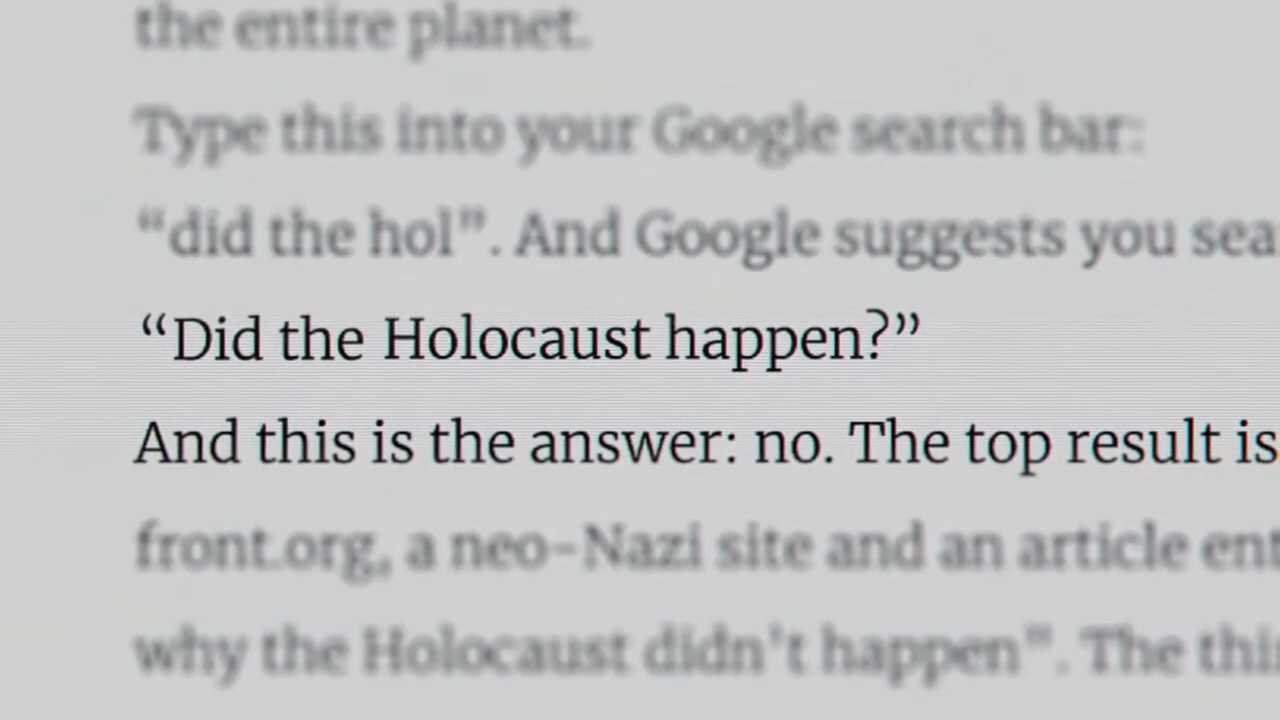 the entire planet.
Type this into your Google search bar:
“did the hol”. And Google suggests you sea
“Did the Holocaust happen?”
And this is the answer: no. The top result is
front.org, a neo-Nazi site and an article ent
why the Holocaust didn't happen”. The thi